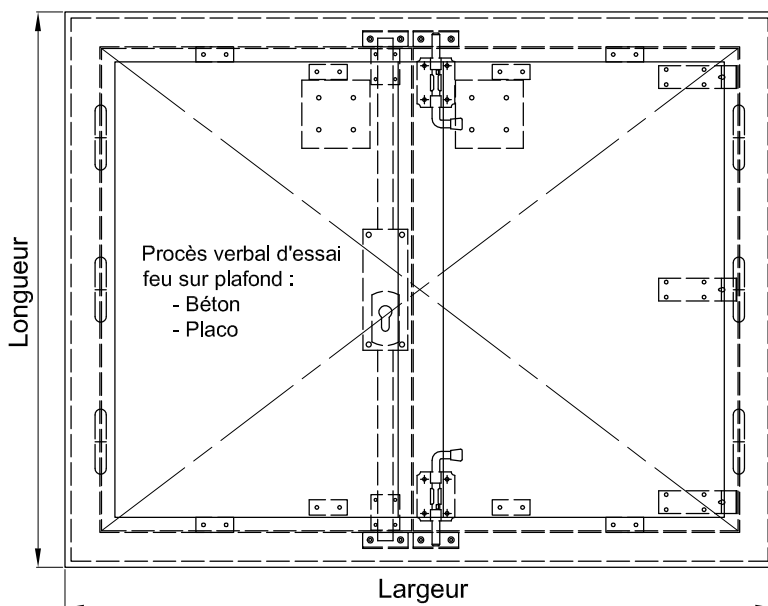 Longueur
Procès verbal d'essai
feu sur plafond :
- Béton
- Placo
Largeur